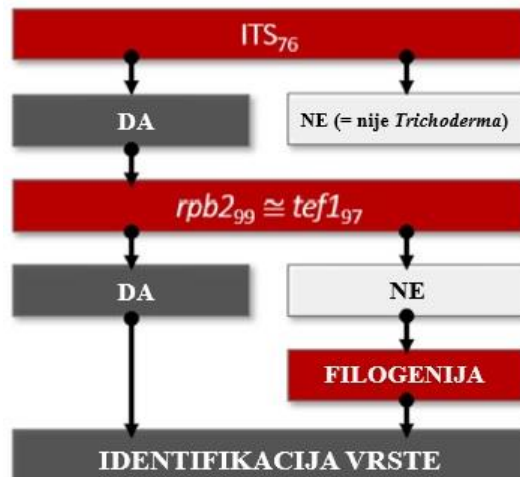 ITS76
DA
NE (= nije Trichoderma)
rpb299 ≅ tef197
DA
NE
FILOGENIJA
IDENTIFIKACIJA VRSTE